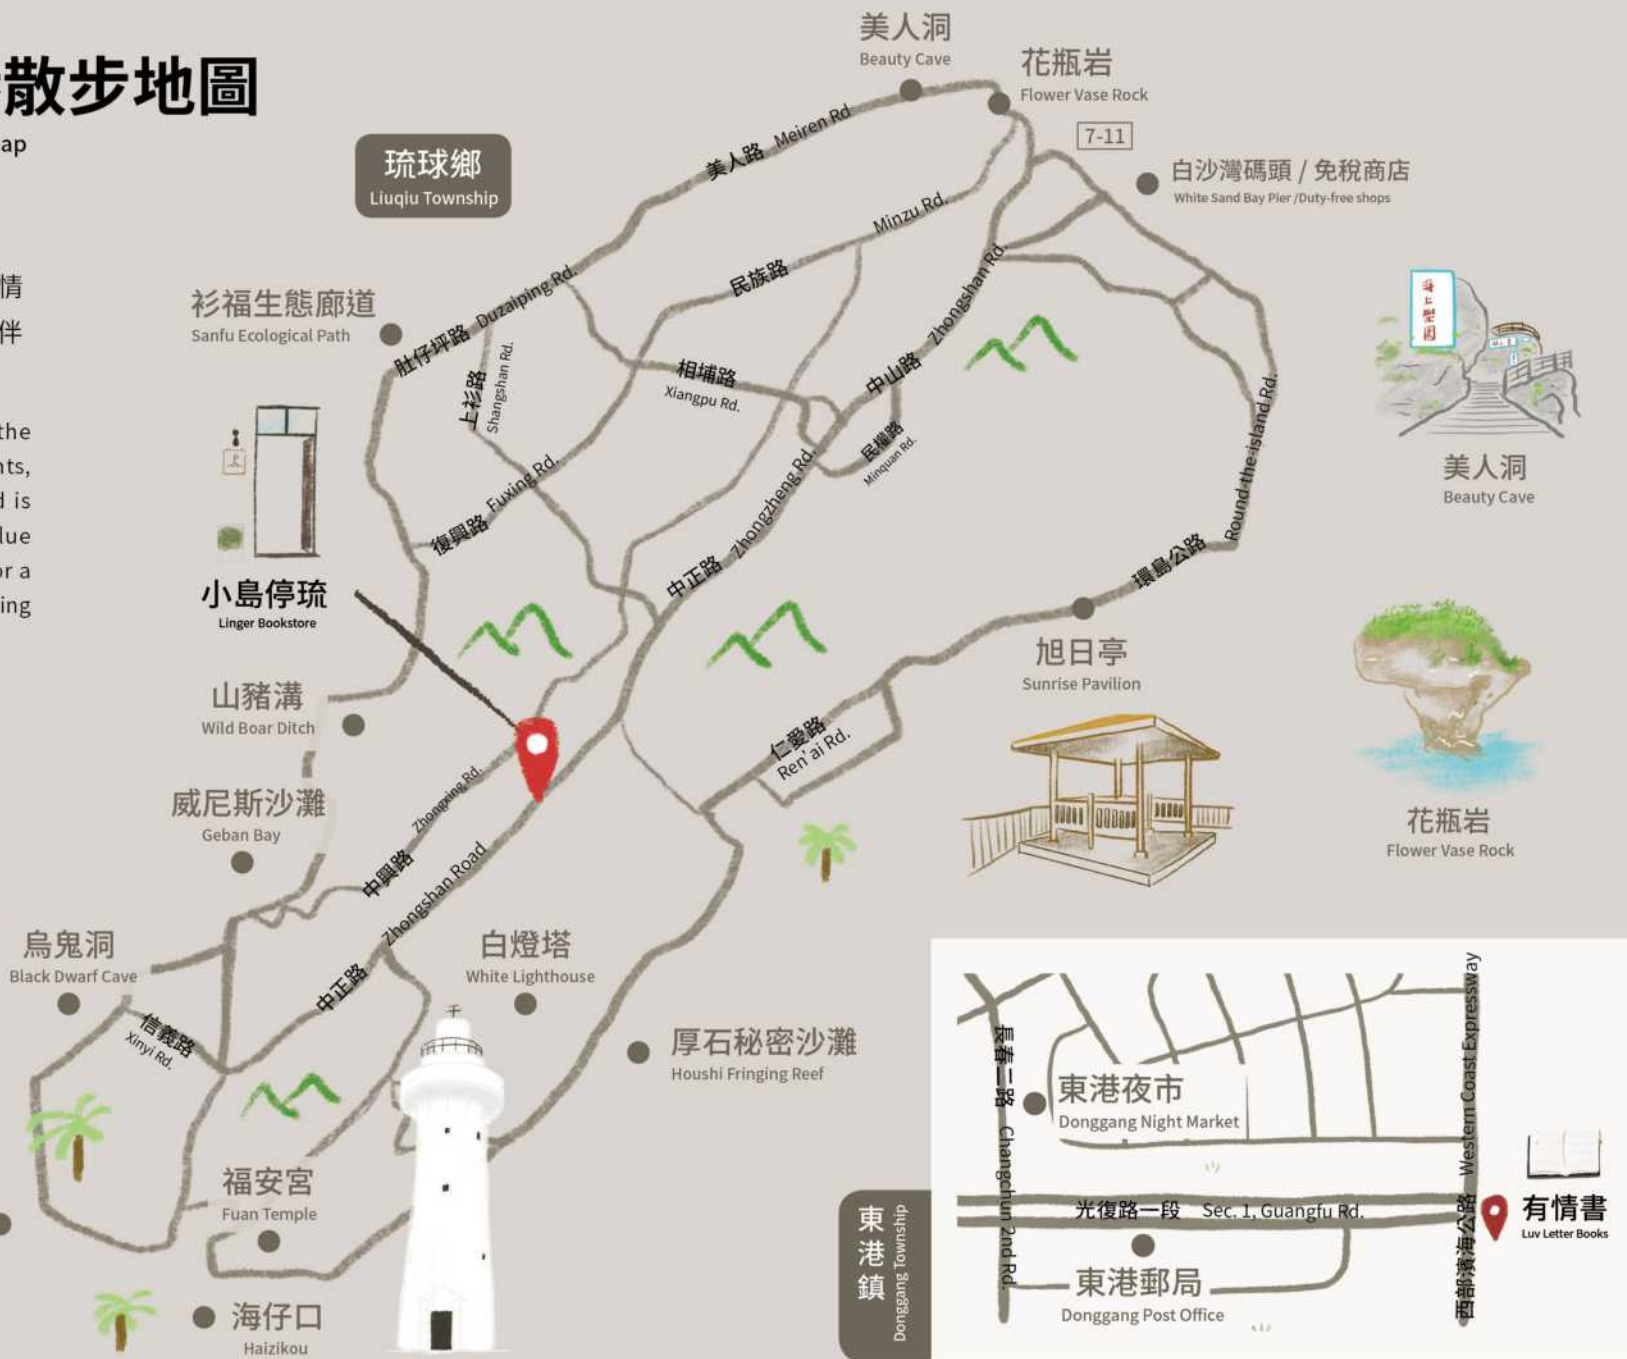 散步地圖
ap
情
伴
the
nts,
d is
lue
or a
ing
琉球鄉
Liuqiu Township
美人洞
Beauty Cave
花瓶岩
Flower Vase Rock
7-11
白沙灣碼頭 / 免稅商店
White Sand Bay Pier /Duty-free shops
美人路 Meiren Rd
民族路 Minzu Rd.
衫福生態廊道
Sanfu Ecological Path
肚仔坪路 Duzaiping Rd.
上衫路
Shangshan Rd.
相埔路
Xiangpu Rd.
中山路 Zhongshan Rd.
民權路
Minquan Rd.
復興路 Fuxing Rd.
中正路 Zhongzheng Rd.
環島公路 Round-the-island Rd.
海上樂園
美人洞
Beauty Cave
小島停琉
Linger Bookstore
山豬溝
Wild Boar Ditch
旭日亭
Sunrise Pavilion
仁愛路
Ren'ai Rd.
花瓶岩
Flower Vase Rock
威尼斯沙灘
Geban Bay
中興路 Zhongxing Rd.
中正路 Zhongshan Road
烏鬼洞
Black Dwarf Cave
白燈塔
White Lighthouse
信義路
Xinyi Rd.
厚石秘密沙灘
Houshi Fringing Reef
福安宮
Fuan Temple
海仔口
Haizikou
東港鎮
Donggang Township
長春二路 Changchun 2nd Rd.
東港夜市
Donggang Night Market
光復路一段 Sec. 1, Guangfu Rd.
東港郵局
Donggang Post Office
西部濱海公路 Western Coast Expressway
有情書
Luv Letter Books